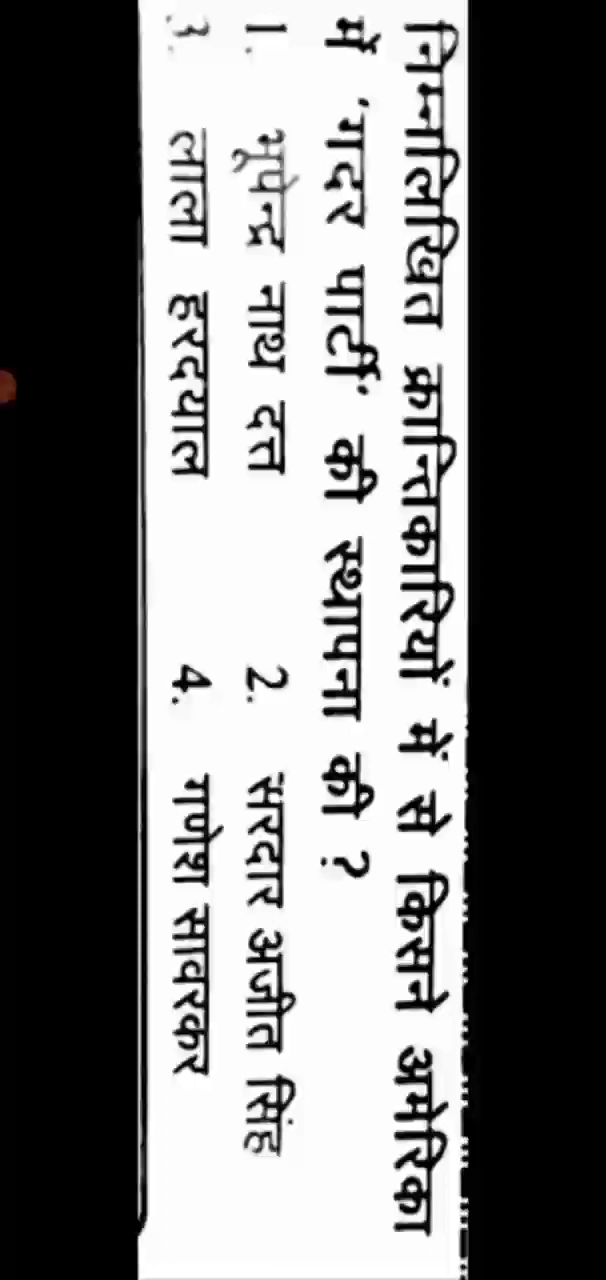 निम्नलिखित क्रान्तिकारियों में से किसने अमेरिका
में 'गदर पार्टी' की स्थापना की ?
1. भूपेन्द्र नाथ दत्त 2. सरदार अजीत सिंह
3. लाला हरदयाल 4. गणेश सावरकर